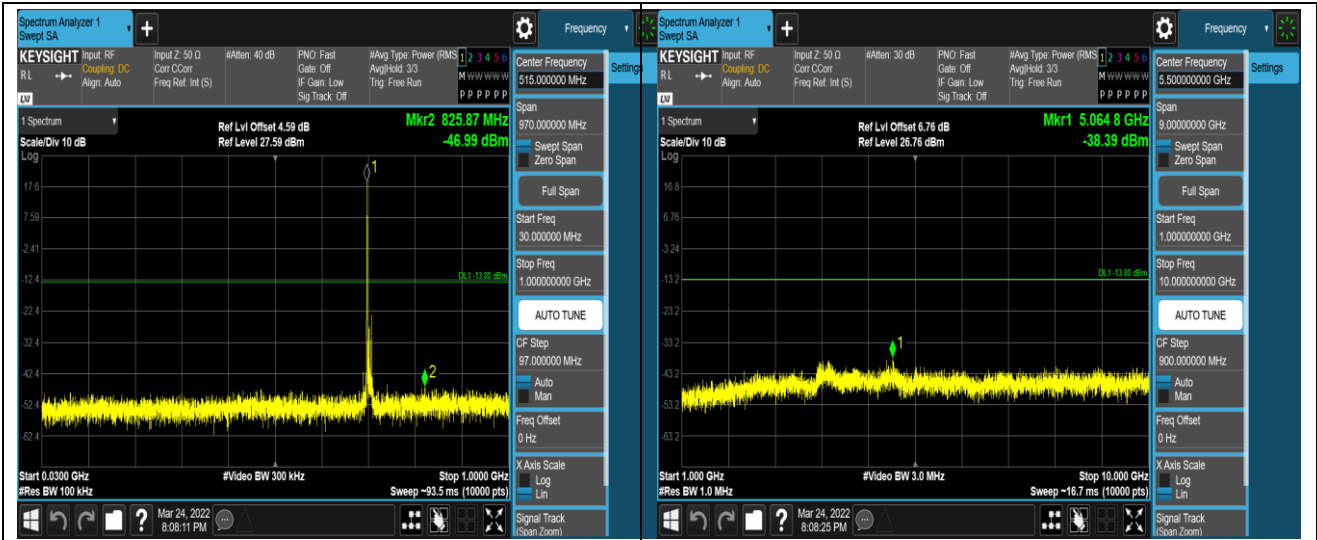 Spectrum Analyzer 1
Swept SA
+
Frequency
KEYSIGHT
Input: RF
Coupling: DC
Align: Auto
Input Z: 50 Ω
Corr CCorr
Freq Ref: Int (S)
#Atten: 40 dB
PNO: Fast
Gate: Off
IF Gain: Low
Sig Track: Off
#Avg Type: Power (RMS
Avg|Hold: 3/3
Trig: Free Run
1 2 3 4 5 6
M W W W W W
P P P P P P
RL
LXI
Center Frequency
515.000000 MHz
Settings
Span
970.000000 MHz
Swept Span
Zero Span
Full Span
Start Freq
30.000000 MHz
Stop Freq
1.000000000 GHz
AUTO TUNE
CF Step
97.000000 MHz
Auto
Man
Freq Offset
0 Hz
X Axis Scale
Log
Lin
Signal Track
(Span Zoom)
1 Spectrum
Scale/Div 10 dB
Log
Ref Lvl Offset 4.59 dB
Ref Level 27.59 dBm
Mkr2 825.87 MHz
-46.99 dBm
1
17.6
7.59
-2.41
DL1 -13.00 dBm
-12.4
-22.4
-32.4
-42.4
2
-52.4
-62.4
Start 0.0300 GHz
#Res BW 100 kHz
#Video BW 300 kHz
Stop 1.0000 GHz
Sweep ~93.5 ms (10000 pts)
?
Mar 24, 2022
8:08:11 PM
Spectrum Analyzer 1
Swept SA
+
Frequency
KEYSIGHT
Input: RF
Coupling: DC
Align: Auto
Input Z: 50 Ω
Corr CCorr
Freq Ref: Int (S)
#Atten: 30 dB
PNO: Fast
Gate: Off
IF Gain: Low
Sig Track: Off
#Avg Type: Power (RMS
Avg|Hold: 3/3
Trig: Free Run
1 2 3 4 5 6
M W W W W W
P P P P P P
RL
LXI
Center Frequency
5.500000000 GHz
Settings
Span
9.00000000 GHz
Swept Span
Zero Span
Full Span
Start Freq
1.000000000 GHz
Stop Freq
10.000000000 GHz
AUTO TUNE
CF Step
900.000000 MHz
Auto
Man
Freq Offset
0 Hz
X Axis Scale
Log
Lin
Signal Track
(Span Zoom)
1 Spectrum
Scale/Div 10 dB
Log
Ref Lvl Offset 6.76 dB
Ref Level 26.76 dBm
Mkr1 5.064 8 GHz
-38.39 dBm
16.8
6.76
-3.24
DL1 -13.00 dBm
-13.2
-23.2
-33.2
1
-43.2
-53.2
-63.2
Start 1.000 GHz
#Res BW 1.0 MHz
#Video BW 3.0 MHz
Stop 10.000 GHz
Sweep ~16.7 ms (10000 pts)
?
Mar 24, 2022
8:08:25 PM